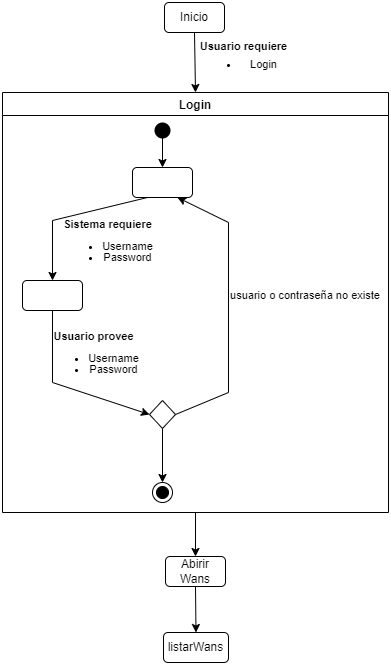 Inicio
Usuario requiere
• Login
Login
Sistema requiere
• Username
• Password
usuario o contraseña no existe
Usuario provee
• Username
• Password
Abirir
Wans
listarWans